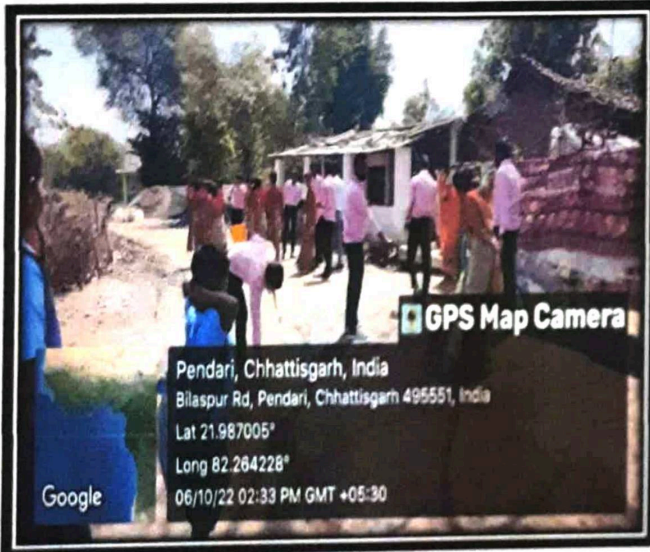 GPS Map Camera
Pendari, Chhattisgarh, India
Bilaspur Rd, Pendari, Chhattisgarh 495551, India
Lat 21.987005°
Long 82.264228°
06/10/22 02:33 PM GMT +05:30
Google